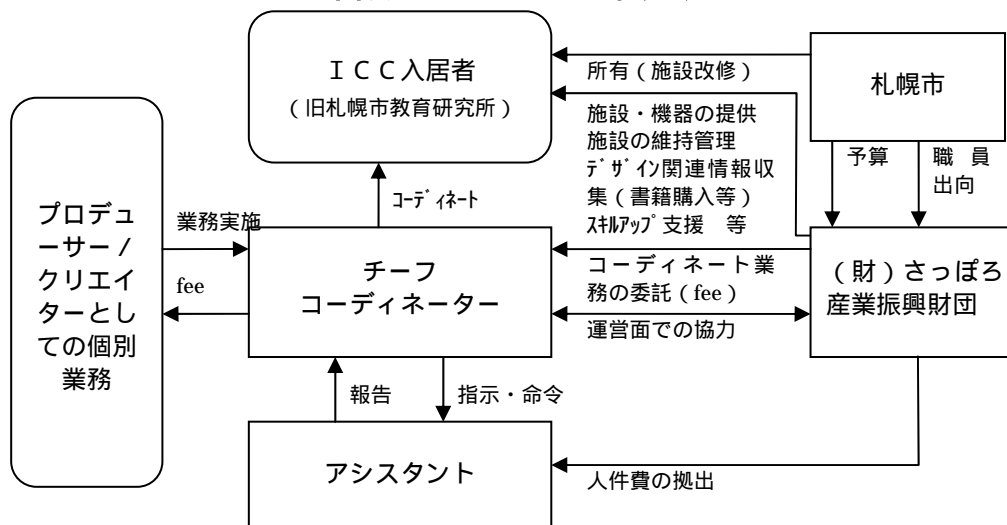 ＩＣＣ入居者
（旧札幌市教育研究所）
所有（施設改修）
札幌市
施設・機器の提供
施設の維持管理
ﾃﾞｻﾞｲﾝ関連情報収
集（書籍購入等）
ｽｷﾙｱｯﾌﾟ支援　等
予算
職　員
出向
ｺｰﾃﾞｨﾈｰﾄ
プロデュ
ーサー／
クリエイ
ターとし
ての個別
業務
業務実施
fee
チーフ
コーディネーター
コーディネート業
務の委託（fee）
運営面での協力
（財）さっぽろ
産業振興財団
報告
指示・命令
アシスタント
人件費の拠出